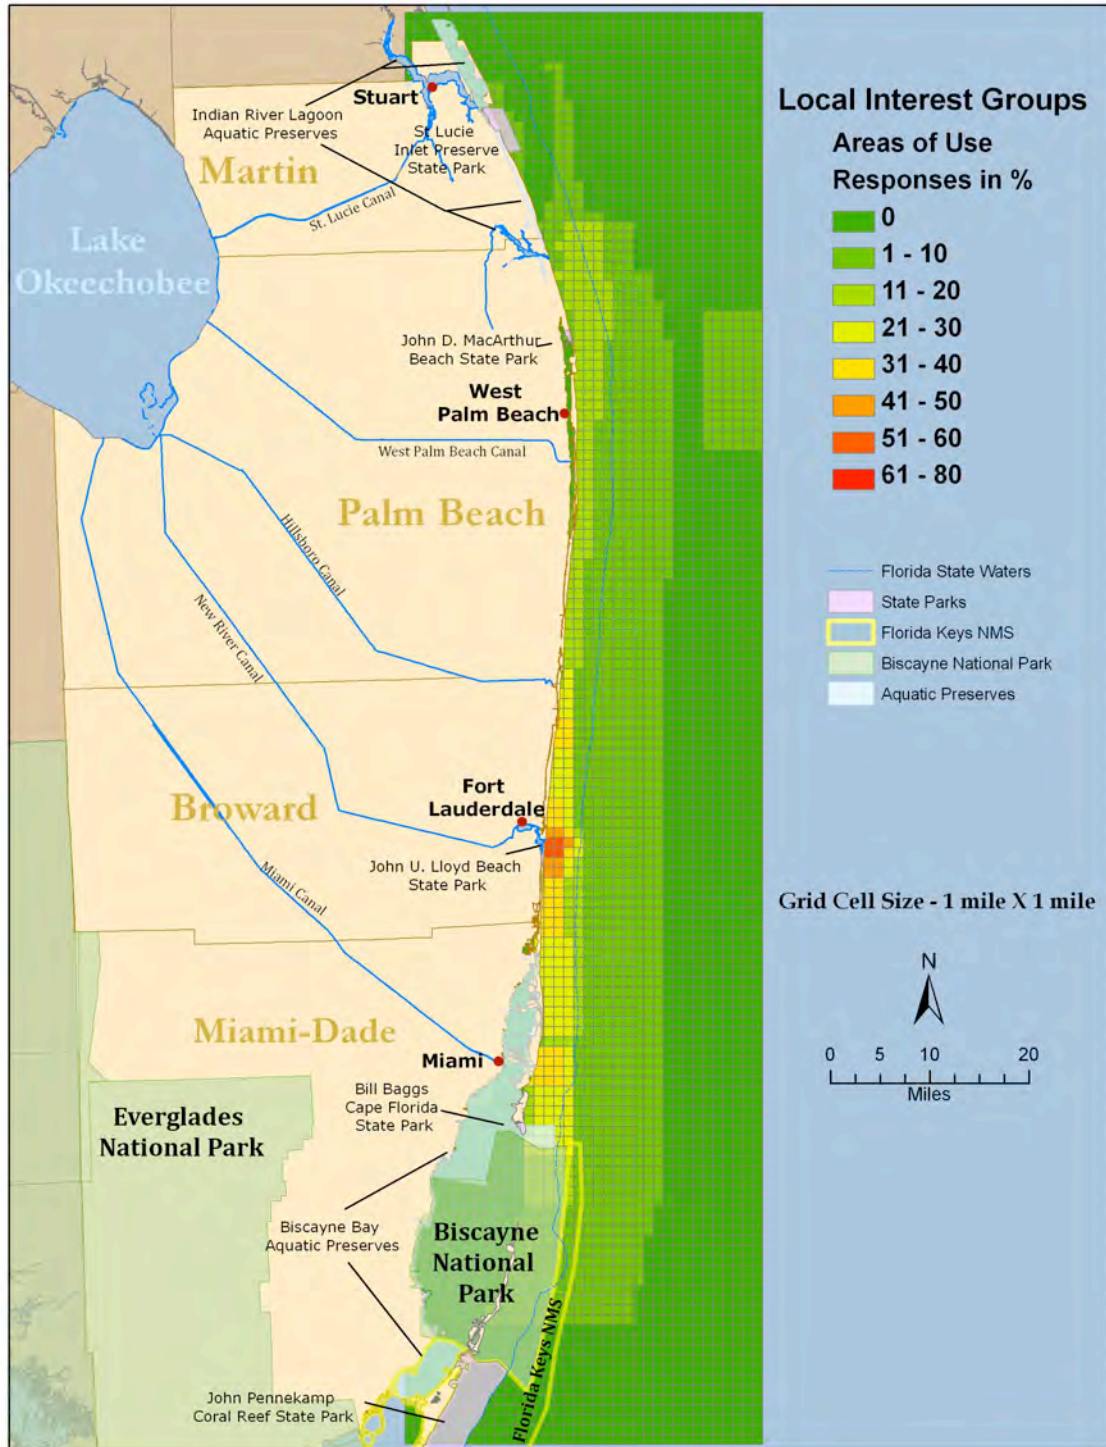 Stuart
Indian River Lagoon
Aquatic Preserves
St Lucie
Inlet Preserve
State Park
Martin
St. Lucie Canal
Lake
Okeechobee
John D. MacArthur
Beach State Park
West
Palm Beach
West Palm Beach Canal
Palm Beach
Hillsboro Canal
New River Canal
Fort
Lauderdale
Broward
John U. Lloyd Beach
State Park
Miami Canal
Miami-Dade
Miami
Bill Baggs
Cape Florida
State Park
Everglades
National Park
Biscayne Bay
Aquatic Preserves
Biscayne
National
Park
Florida Keys NMS
John Pennekamp
Coral Reef State Park
Local Interest Groups
Areas of Use
Responses in %
0
1 - 10
11 - 20
21 - 30
31 - 40
41 - 50
51 - 60
61 - 80
Florida State Waters
State Parks
Florida Keys NMS
Biscayne National Park
Aquatic Preserves
Grid Cell Size - 1 mile X 1 mile
N
0 5 10 20
Miles